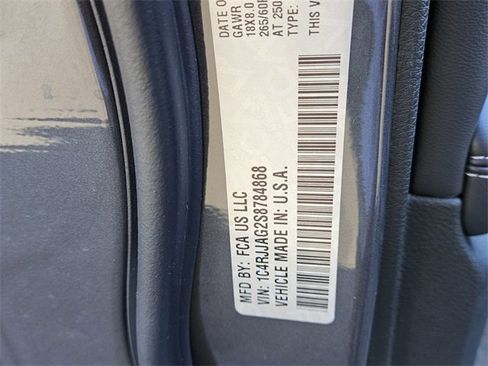 MFD BY: FCA US LLC
VIN: 1C4RJJAG2S8784868
VEHICLE MADE IN: U.S.A.
DATE O
GAWR
18X8.0
265/60R
AT 250
TYPE:
THIS V